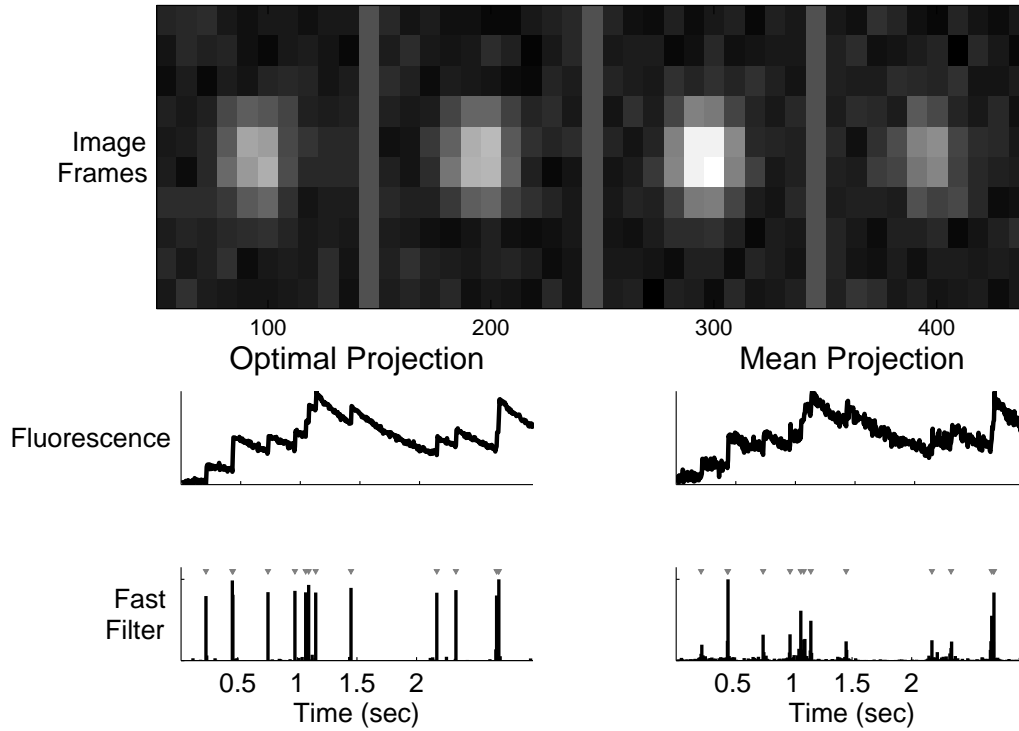 Image
Frames
100 200 300 400
Optimal Projection Mean Projection
Fluorescence
Fast
Filter
0.5 1 1.5 2 0.5 1 1.5 2
Time (sec) Time (sec)